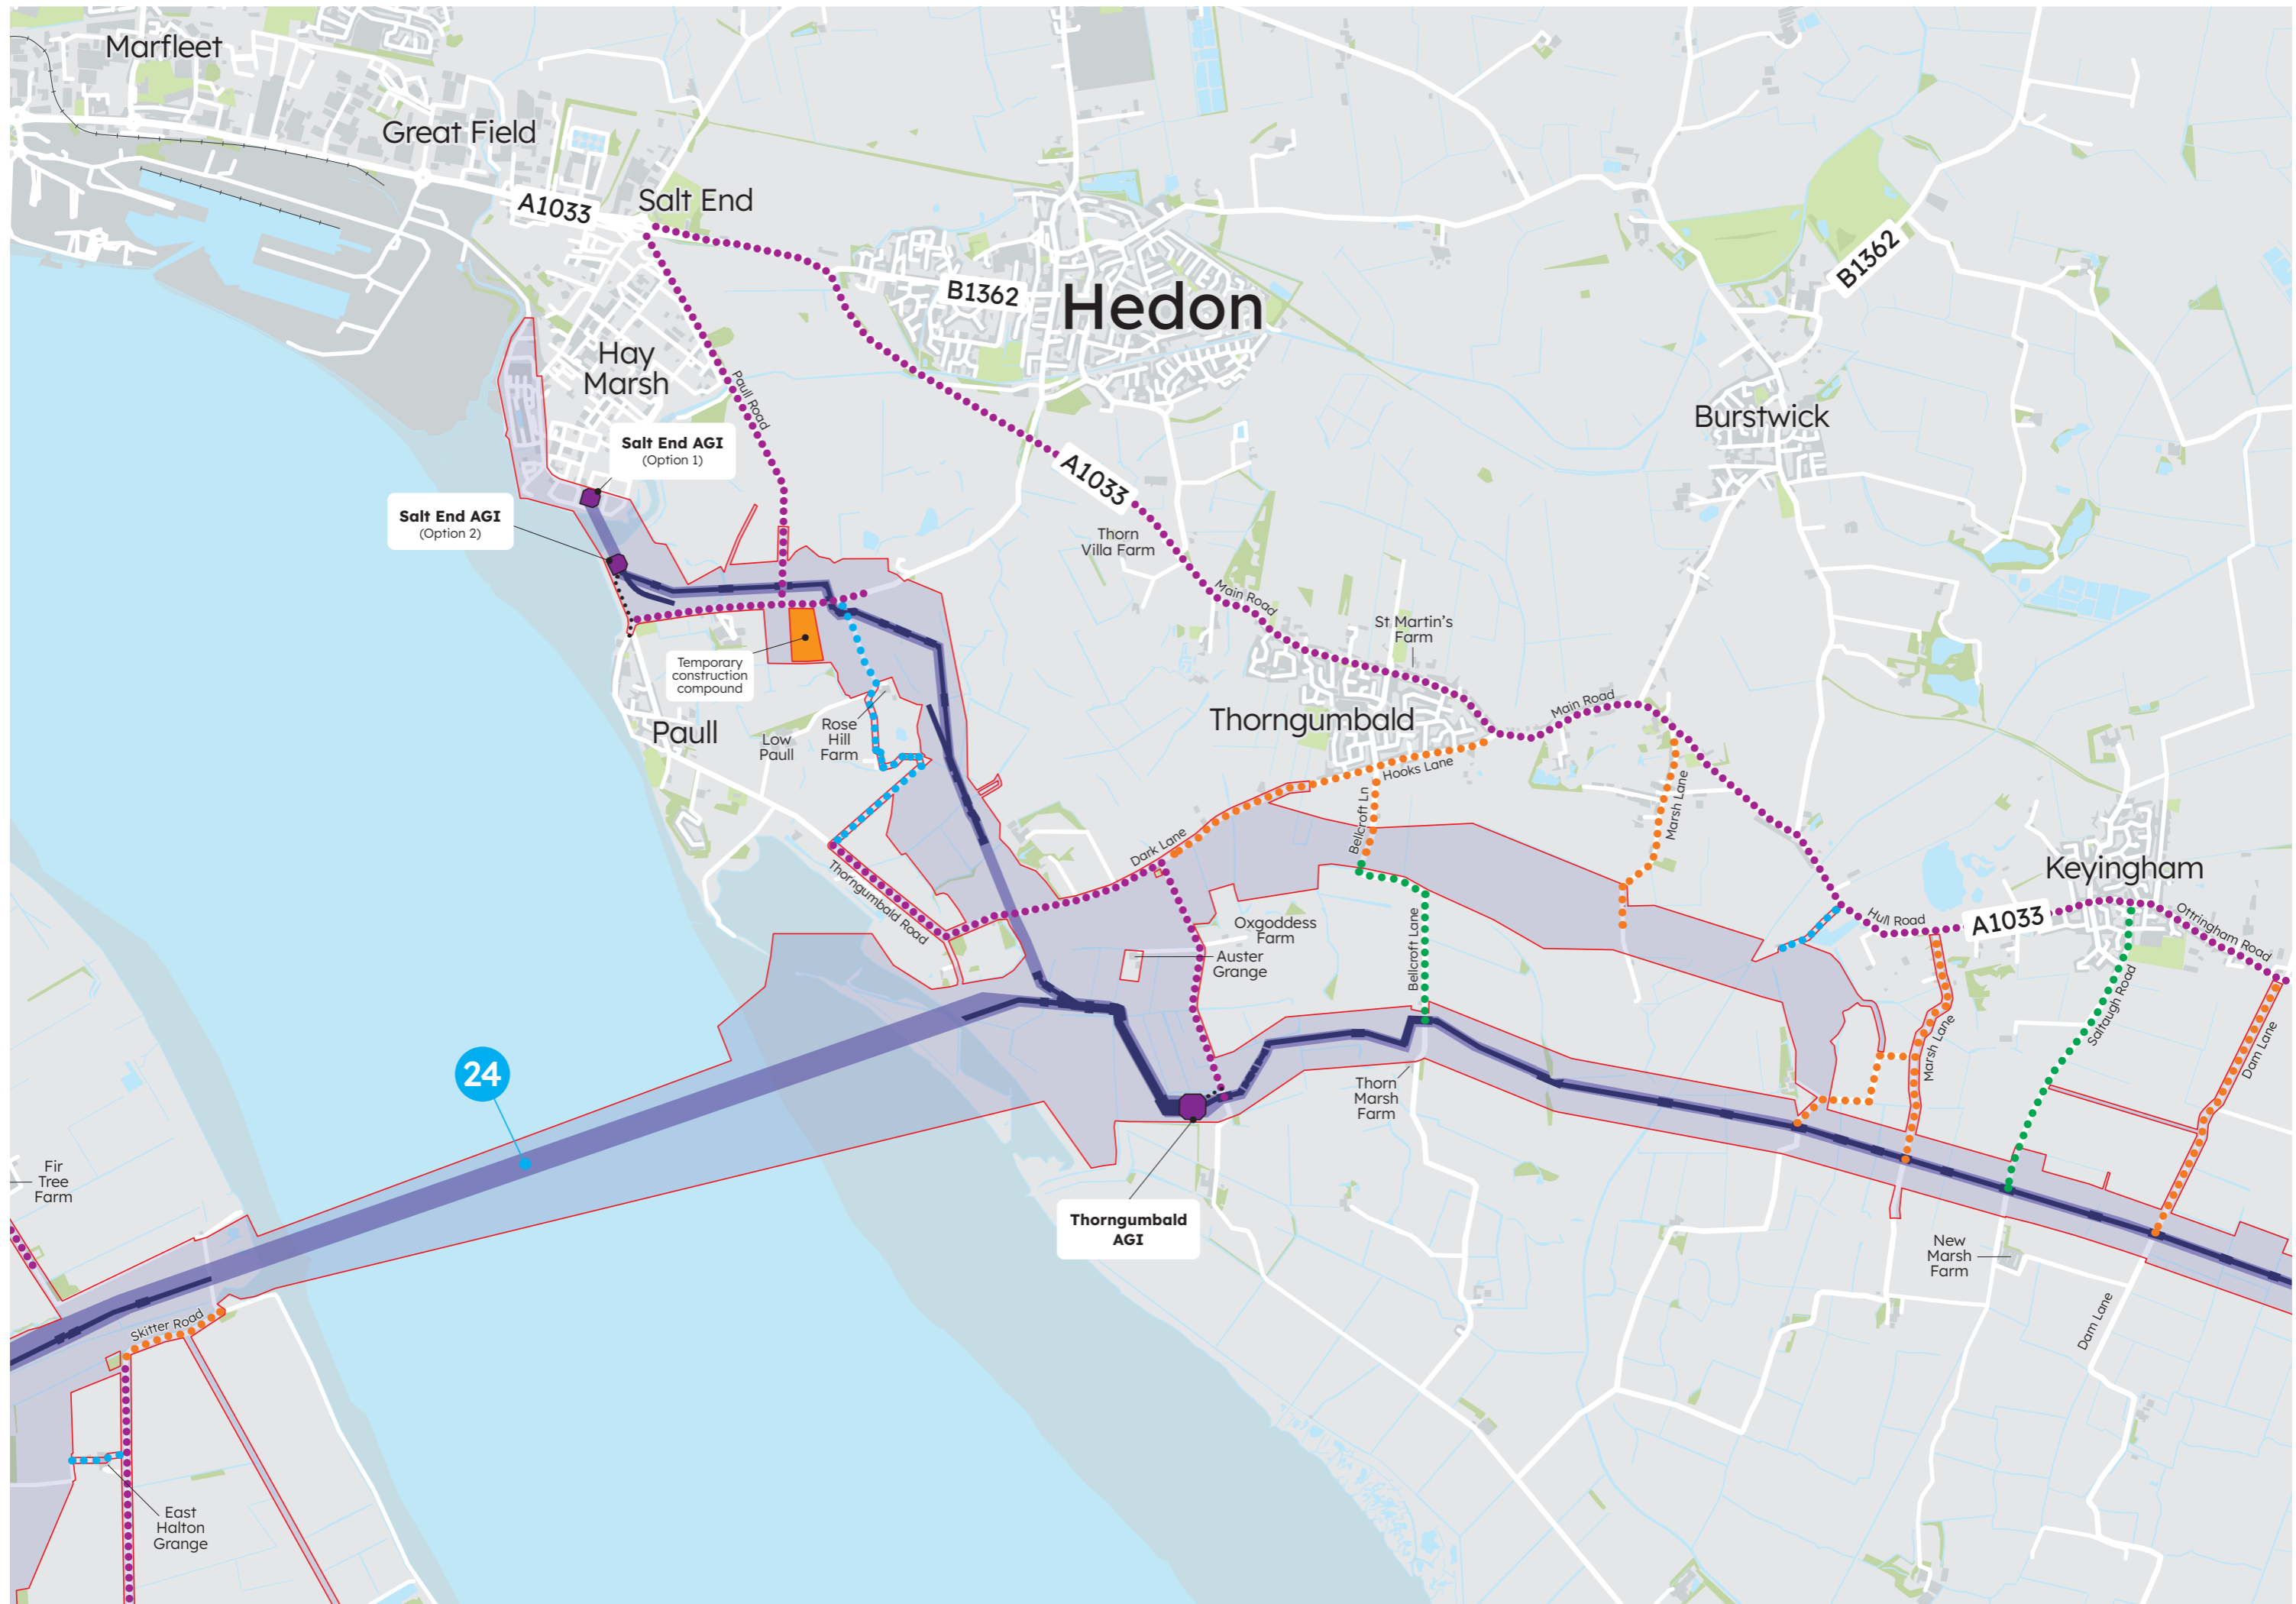 Marfleet
Great Field
A1033
Salt End
B1362
Hedon
B1362
Hay
Marsh
Paull Road
Burstwick
Salt End AGI
(Option 1)
A1033
Salt End AGI
(Option 2)
Thorn
Villa Farm
Main Road
St Martin's
Farm
Temporary
construction
compound
Paull
Low
Paull
Rose
Hill
Farm
Thorngumbald
Main Road
Hooks Lane
Bellcroft Ln
Marsh Lane
Dark Lane
Keyingham
Thorngumbald Road
Oxgoddess
Farm
Auster
Grange
Bellcroft Lane
Hull Road
A1033
Ottringham Road
Saltaugh Road
Marsh Lane
Dam Lane
24
Thorn
Marsh
Farm
Fir
Tree
Farm
Thorngumbald
AGI
New
Marsh
Farm
Skitter Road
Dam Lane
East
Halton
Grange